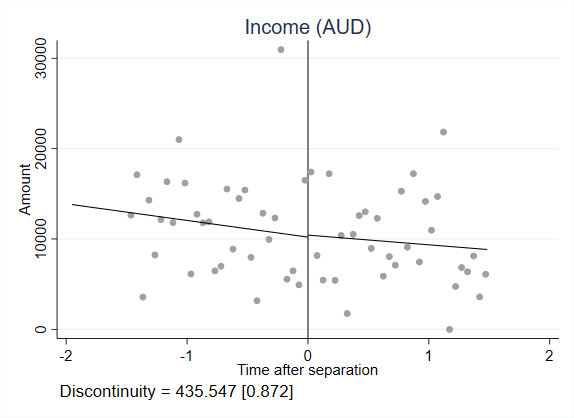 Income (AUD)
30000
20000
10000
0
Amount
-2
-1
0
1
2
Time after separation
Discontinuity = 435.547 [0.872]